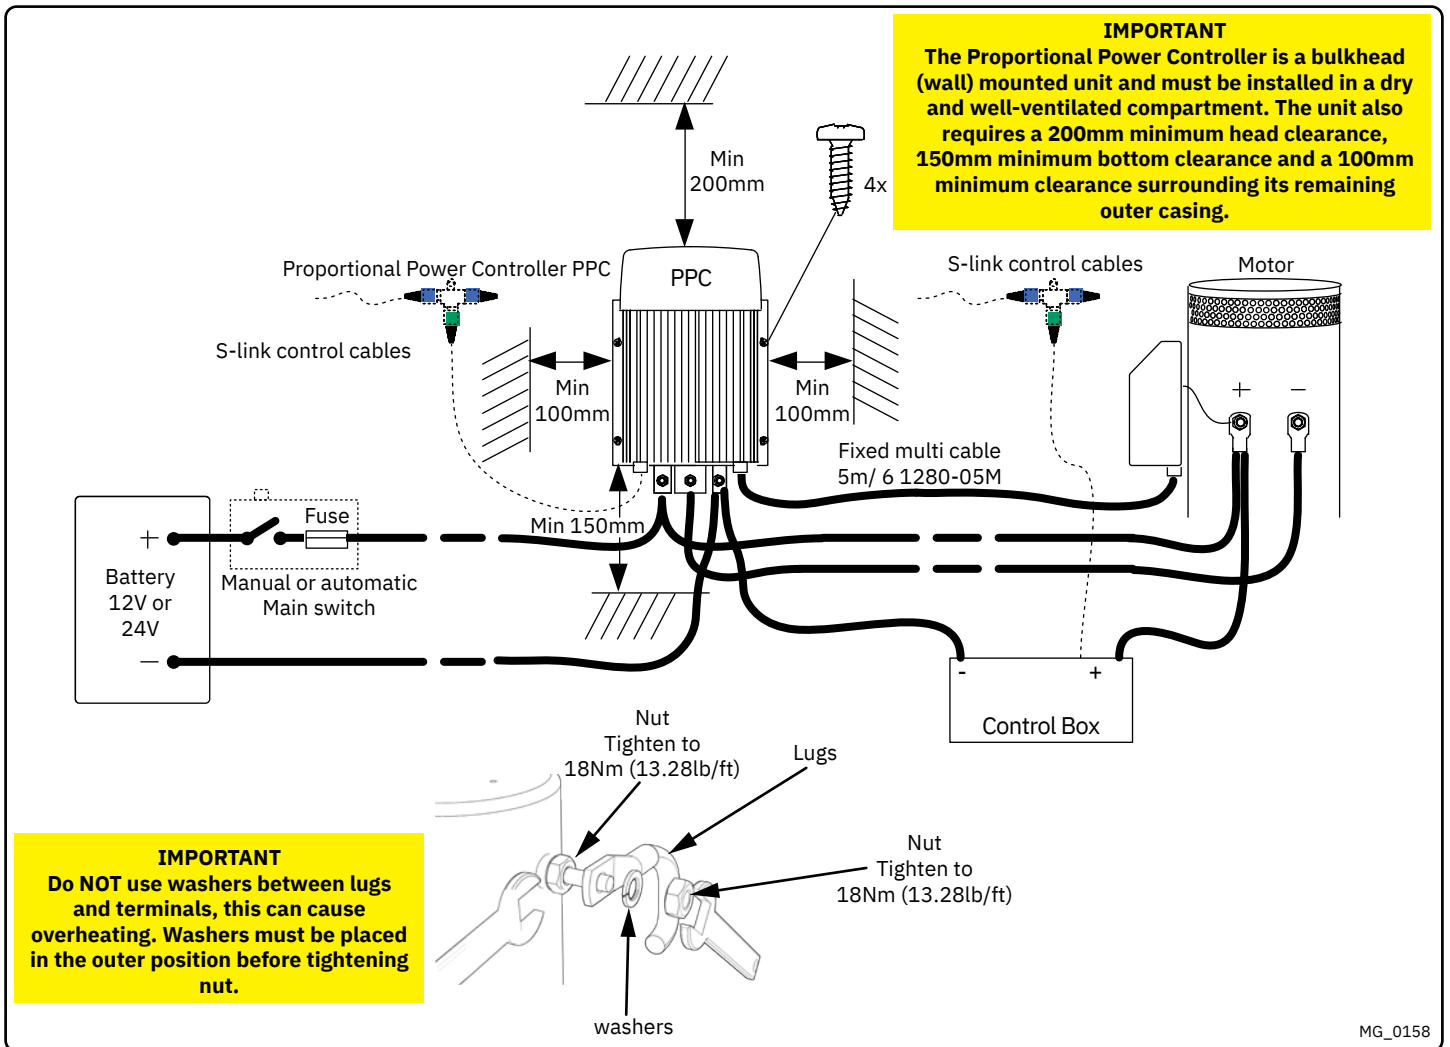 IMPORTANT
The Proportional Power Controller is a bulkhead
(wall) mounted unit and must be installed in a dry
and well-ventilated compartment. The unit also
requires a 200mm minimum head clearance,
150mm minimum bottom clearance and a 100mm
minimum clearance surrounding its remaining
outer casing.
Min
200mm
4x
Proportional Power Controller PPC
PPC
S-link control cables
Motor
S-link control cables
Min
100mm
Min
100mm
+
−
Fixed multi cable
5m/ 6 1280-05M
Fuse
Min 150mm
+
Battery
12V or
24V
−
Manual or automatic
Main switch
-
+
Control Box
Nut
Tighten to
18Nm (13.28lb/ft)
Lugs
Nut
Tighten to
18Nm (13.28lb/ft)
IMPORTANT
Do NOT use washers between lugs
and terminals, this can cause
overheating. Washers must be placed
in the outer position before tightening
nut.
washers
MG_0158